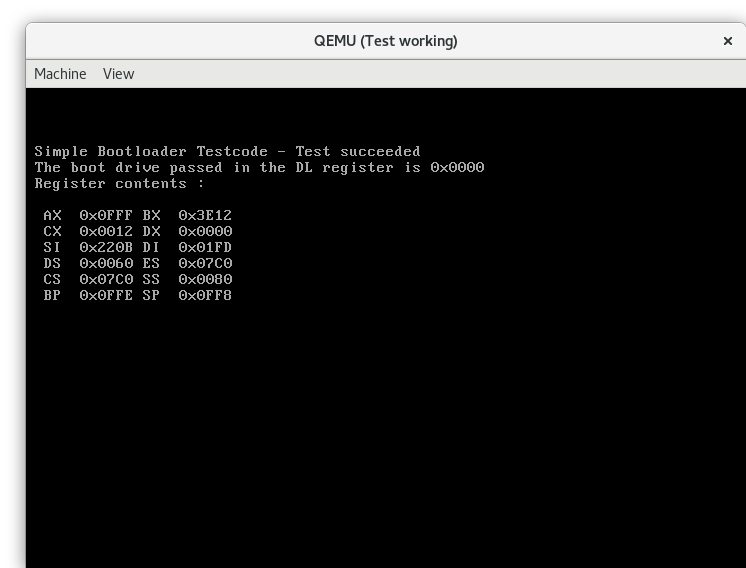 QEMU (Test working) ×
Machine View
Simple Bootloader Testcode - Test succeeded
The boot drive passed in the DL register is 0x0000
Register contents :
AX 0x0FFF BX 0x3E12
CX 0x0012 DX 0x0000
SI 0x220B DI 0x01FD
DS 0x0060 ES 0x07C0
CS 0x07C0 SS 0x0080
BP 0x0FFE SP 0x0FF8